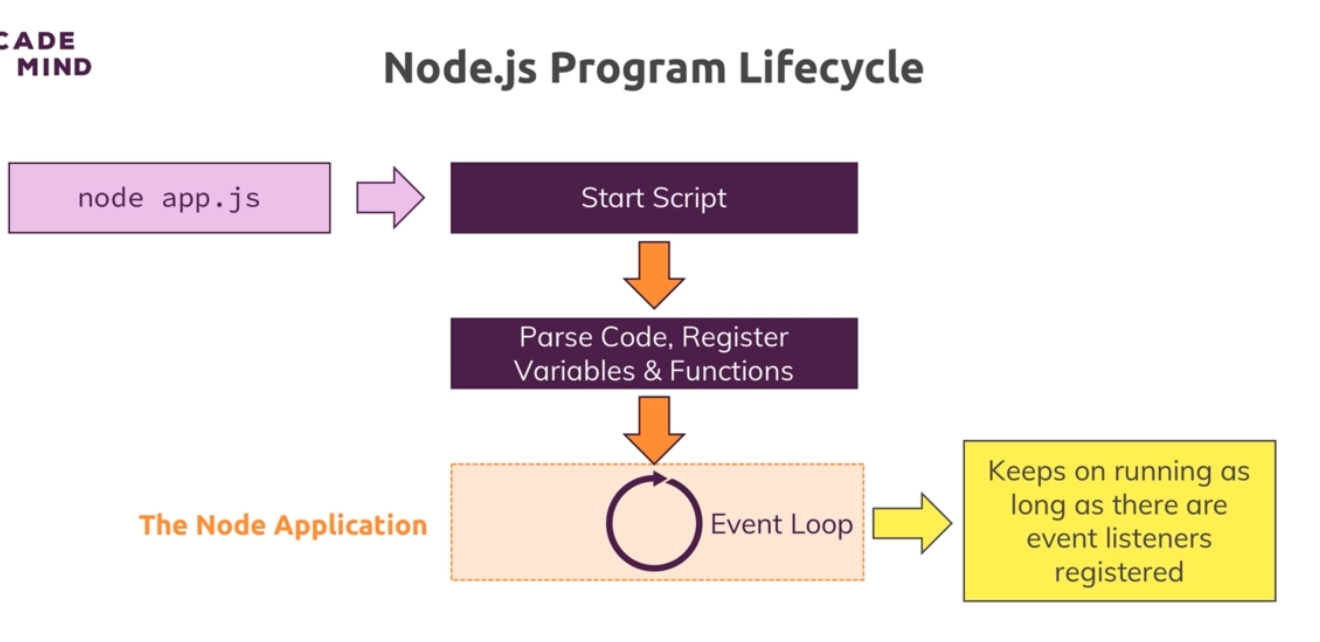 CADE
MIND
Node.js Program Lifecycle
node app.js
Start Script
Parse Code, Register
Variables & Functions
The Node Application
Event Loop
Keeps on running as
long as there are
event listeners
registered